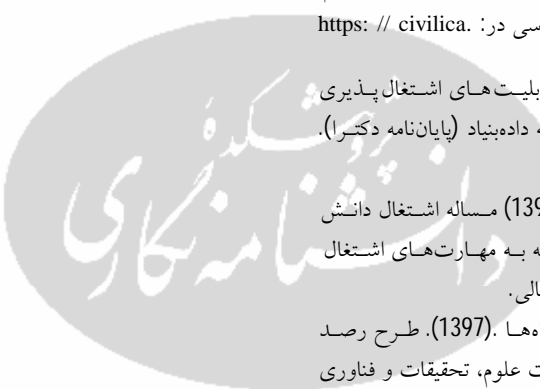 سی در: .https: // civilica
بلیت‌های اشتغال‌پذیری
ه داده‌بنیاد (پایان‌نامه دکترا).
139) مساله اشتغال دانش
ه به مهارت‌های اشتغال
الی.
ه‌ها .(1397). طرح رصد
ت علوم، تحقیقات و فناوری
پژوهشکده
دانشنامه نگاری